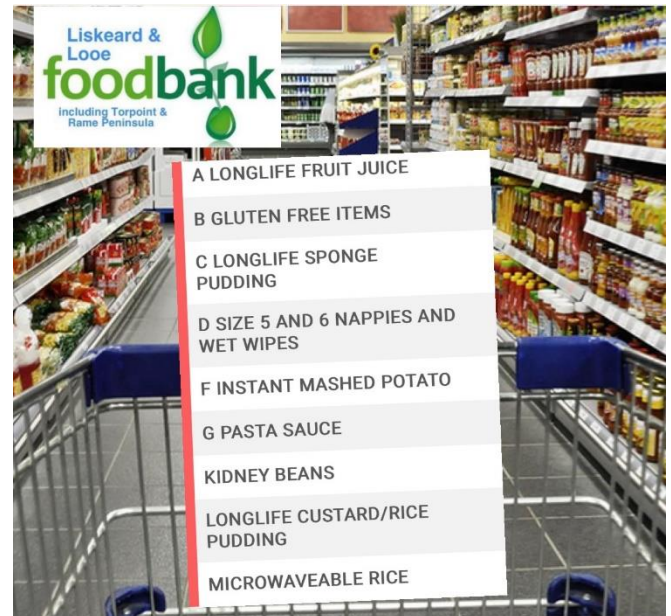 Liskeard &
Looe
foodbank
including Torpoint &
Rame Peninsula
A LONGLIFE FRUIT JUICE
B GLUTEN FREE ITEMS
C LONGLIFE SPONGE
PUDDING
D SIZE 5 AND 6 NAPPIES AND
WET WIPES
F INSTANT MASHED POTATO
G PASTA SAUCE
KIDNEY BEANS
LONGLIFE CUSTARD/RICE
PUDDING
MICROWAVEABLE RICE